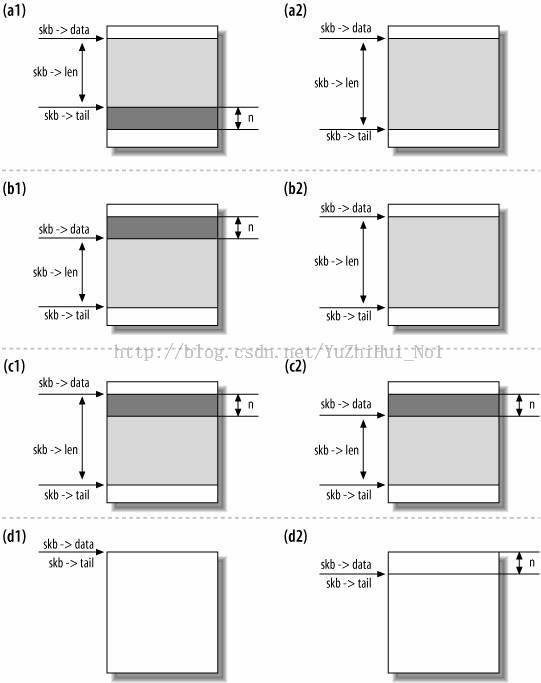 (a1)
(a2)
skb -> data
skb -> len
skb -> tail
n
skb -> data
skb -> len
skb -> tail
(b1)
(b2)
skb -> data
n
skb -> len
skb -> tail
skb -> data
skb -> len
skb -> tail
http://blog.csdn.net/YuZhiHui_No1
(c1)
(c2)
skb -> data
n
skb -> len
skb -> tail
n
skb -> data
skb -> len
skb -> tail
(d1)
(d2)
skb -> data
skb -> tail
n
skb -> data
skb -> tail